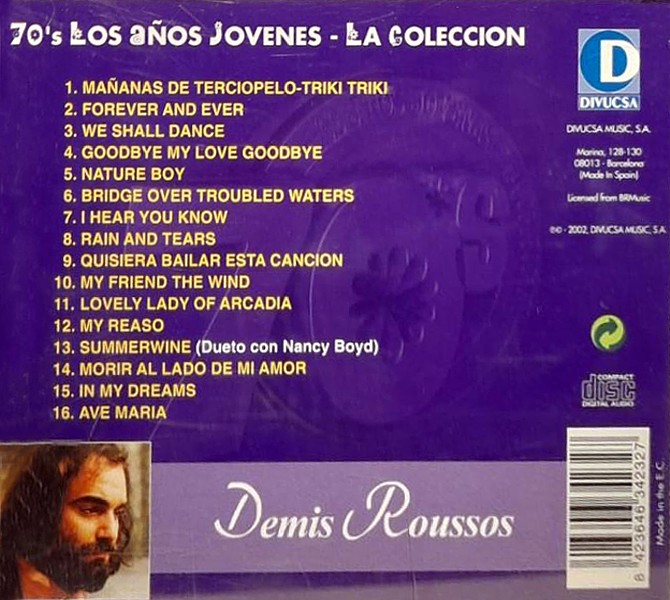 70's Los años Jovenes - La Coleccion
1. MAÑANAS DE TERCIOPELO-TRIKI TRIKI
2. FOREVER AND EVER
3. WE SHALL DANCE
4. GOODBYE MY LOVE GOODBYE
5. NATURE BOY
6. BRIDGE OVER TROUBLED WATERS
7. I HEAR YOU KNOW
8. RAIN AND TEARS
9. QUISIERA BAILAR ESTA CANCION
10. MY FRIEND THE WIND
11. LOVELY LADY OF ARCADIA
12. MY REASO
13. SUMMERWINE (Dueto con Nancy Boyd)
14. MORIR AL LADO DE MI AMOR
15. IN MY DREAMS
16. AVE MARIA
D
DIVUCSA
DIVUCSA MUSIC, S.A.
Marina, 128-130
08013 - Barcelona
(Made In Spain)
Licensed from BRMusic
℗© - 2002, DIVUCSA MUSIC, S.A.
COMPACT
disc
DIGITAL AUDIO
Demis Roussos
8 423646 342327
Made in the E.C.